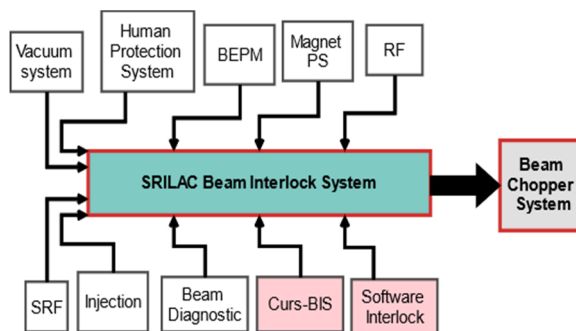 Vacuum
system
Human
Protection
System
BEPM
Magnet
PS
RF
SRILAC Beam Interlock System
Beam
Chopper
System
SRF
Injection
Beam
Diagnostic
Curs-BIS
Software
Interlock